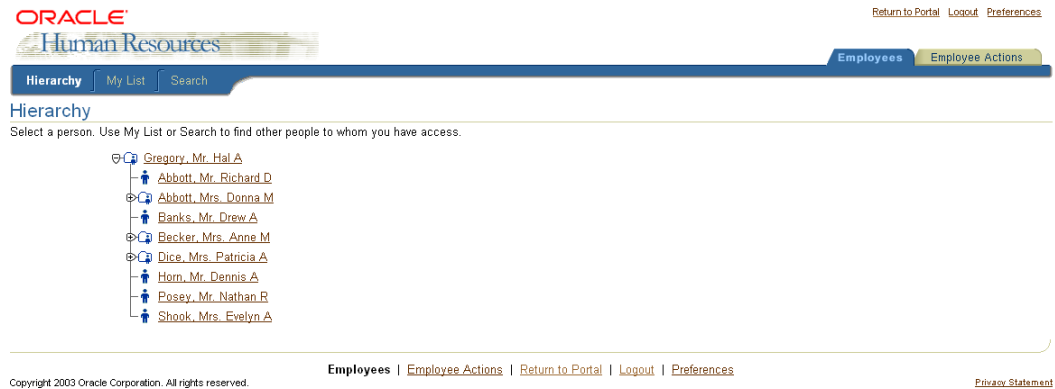 ORACLE
Return to Portal Logout Preferences
Human Resources
Employees Employee Actions
Hierarchy My List Search
Hierarchy
Select a person. Use My List or Search to find other people to whom you have access.
Gregory, Mr. Hal A
Abbott, Mr. Richard D
Abbott, Mrs. Donna M
Banks, Mr. Drew A
Becker, Mrs. Anne M
Dice, Mrs. Patricia A
Horn, Mr. Dennis A
Posey, Mr. Nathan R
Shook, Mrs. Evelyn A
Employees | Employee Actions | Return to Portal | Logout | Preferences
Copyright 2003 Oracle Corporation. All rights reserved. Privacy Statement